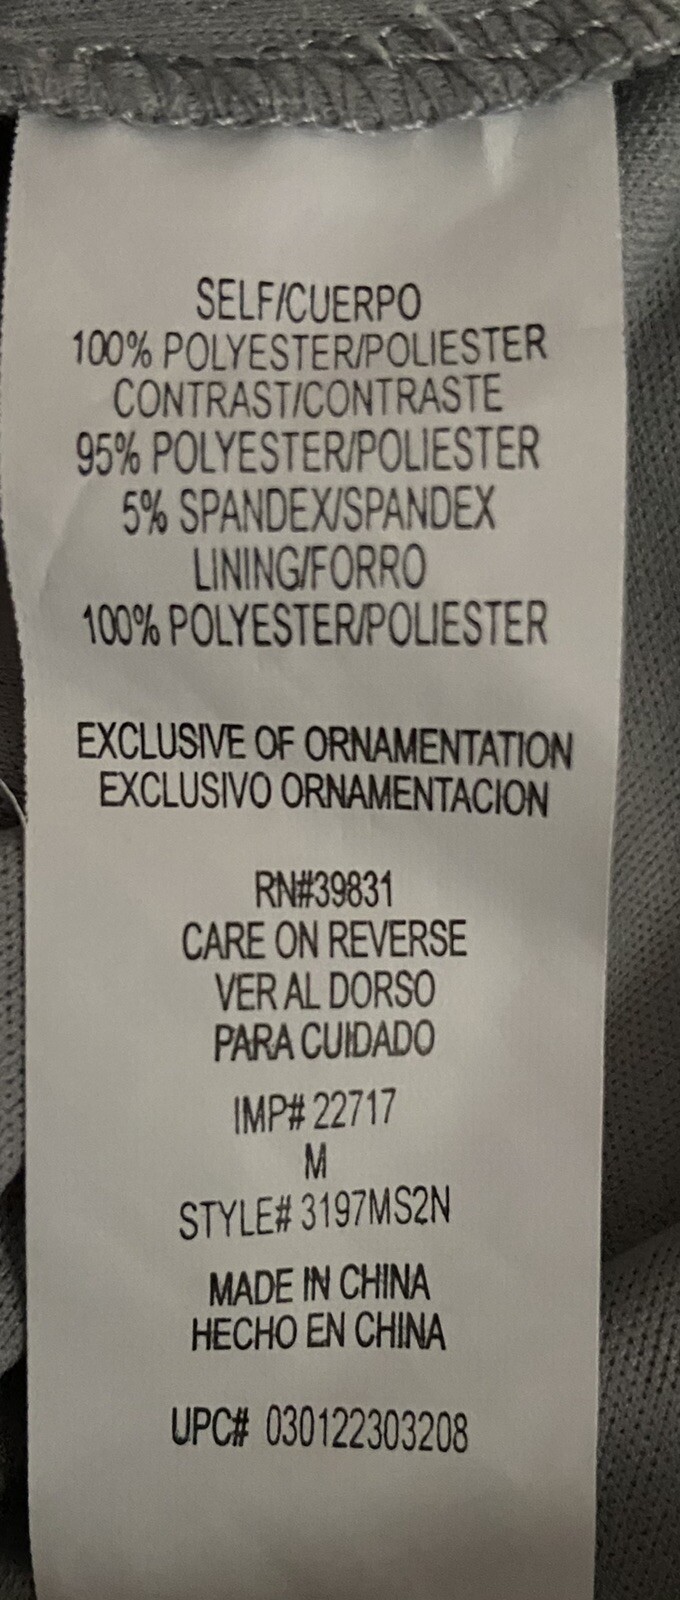 SELF/CUERPO
100% POLYESTER/POLIESTER
CONTRAST/CONTRASTE
95% POLYESTER/POLIESTER
5% SPANDEX/SPANDEX
LINING/FORRO
100% POLYESTER/POLIESTER
EXCLUSIVE OF ORNAMENTATION
EXCLUSIVO ORNAMENTACION
RN#39831
CARE ON REVERSE
VER AL DORSO
PARA CUIDADO
IMP# 22717
M
STYLE# 3197MS2N
MADE IN CHINA
HECHO EN CHINA
UPC# 030122303208